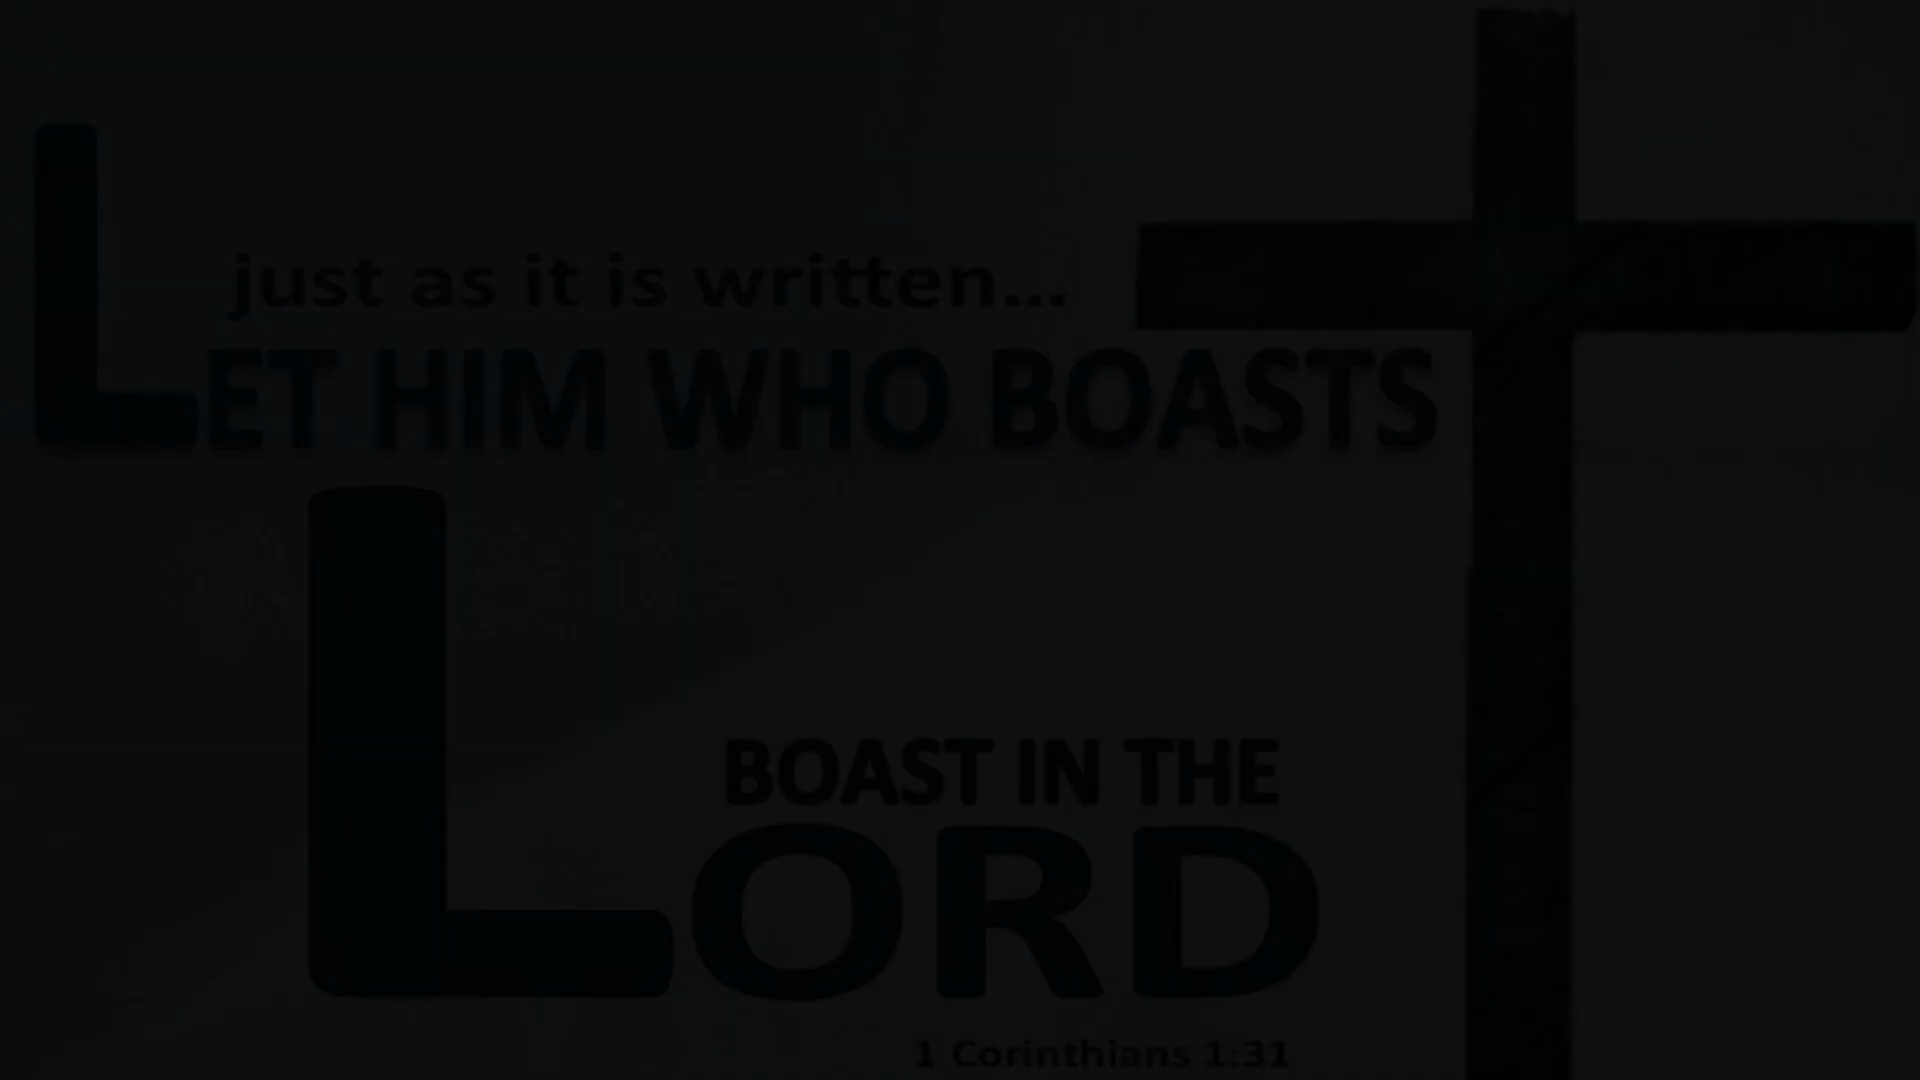 just as it is written...
LET HIM WHO BOASTS
BOAST IN THE
LORD
1 Corinthians 1:31